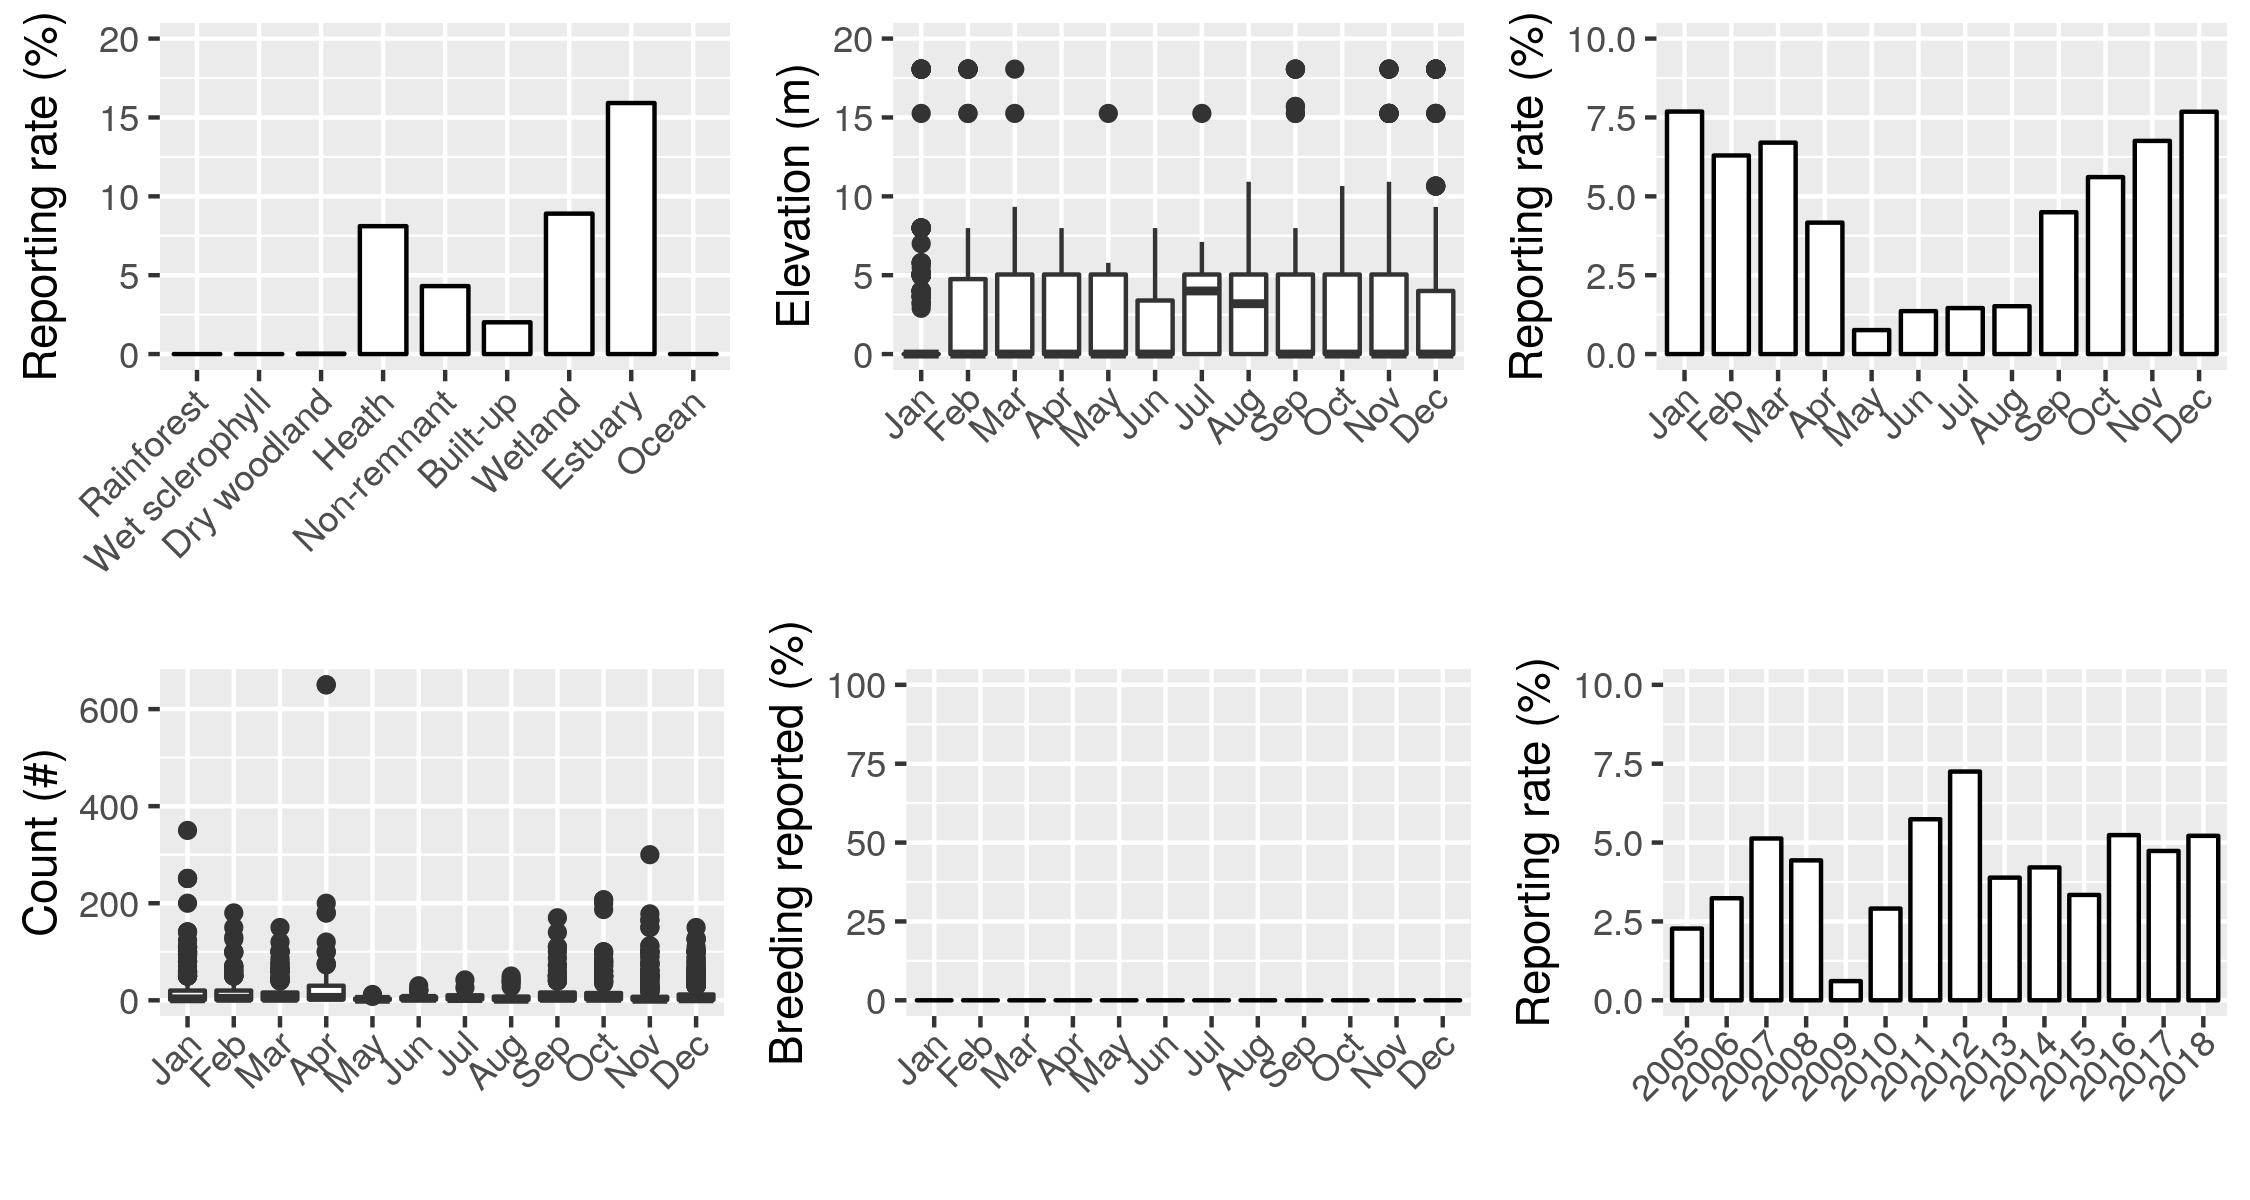 Reporting rate (%)
20
15
10
5
0
Rainforest
Wet sclerophyll
Dry woodland
Heath
Non-remnant
Built-up
Wetland
Estuary
Ocean
Elevation (m)
20
15
10
5
0
Jan
Feb
Mar
Apr
May
Jun
Jul
Aug
Sep
Oct
Nov
Dec
Reporting rate (%)
10.0
7.5
5.0
2.5
0.0
Jan
Feb
Mar
Apr
May
Jun
Jul
Aug
Sep
Oct
Nov
Dec
Count (#)
600
400
200
0
Jan
Feb
Mar
Apr
May
Jun
Jul
Aug
Sep
Oct
Nov
Dec
Breeding reported (%)
100
75
50
25
0
Jan
Feb
Mar
Apr
May
Jun
Jul
Aug
Sep
Oct
Nov
Dec
Reporting rate (%)
10.0
7.5
5.0
2.5
0.0
2005
2006
2007
2008
2009
2010
2011
2012
2013
2014
2015
2016
2017
2018